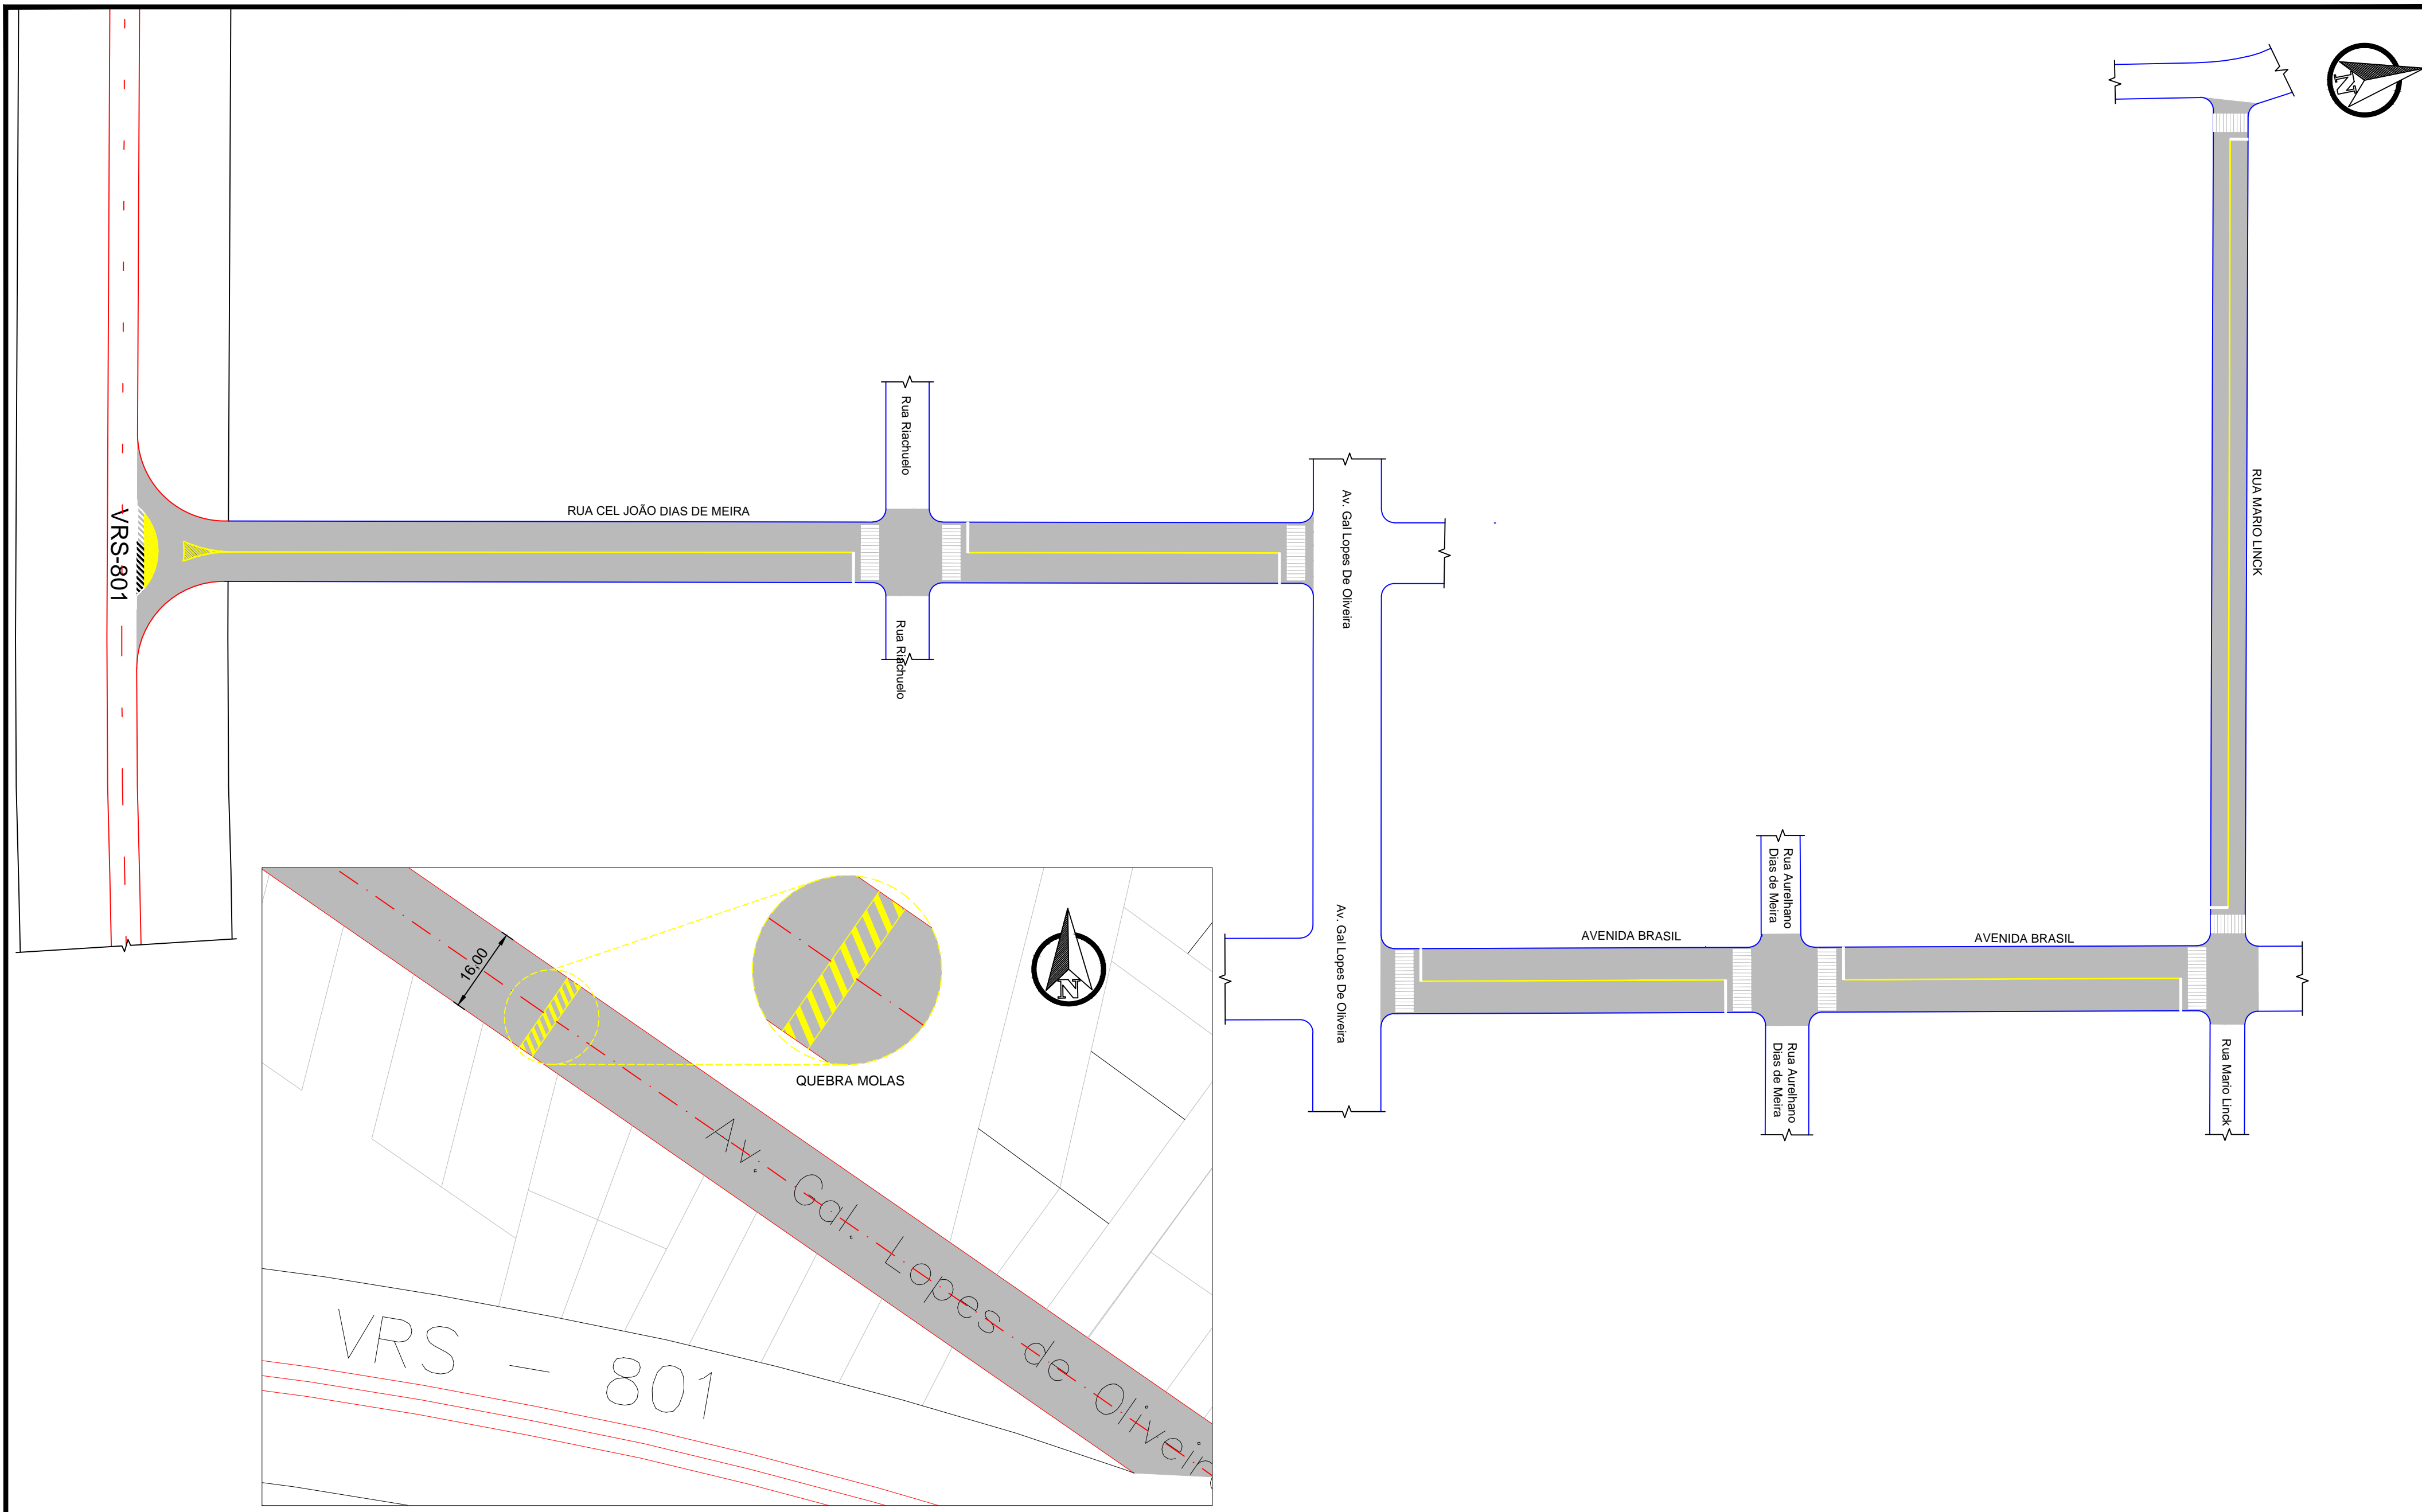 N
Rua Riachuelo
RUA CEL JOÃO DIAS DE MEIRA
VRS-801
Av. Gal Lopes De Oliveira
RUA MARIO LINCK
Rua Riachuelo
Rua Aurelhano
Dias de Meira
AVENIDA BRASIL
AVENIDA BRASIL
Av. Gal Lopes De Oliveira
Rua Aurelhano
Dias de Meira
Rua Mario Linck
16,00
N
QUEBRA MOLAS
Av. Gal. Lopes de Oliveira
VRS - 801